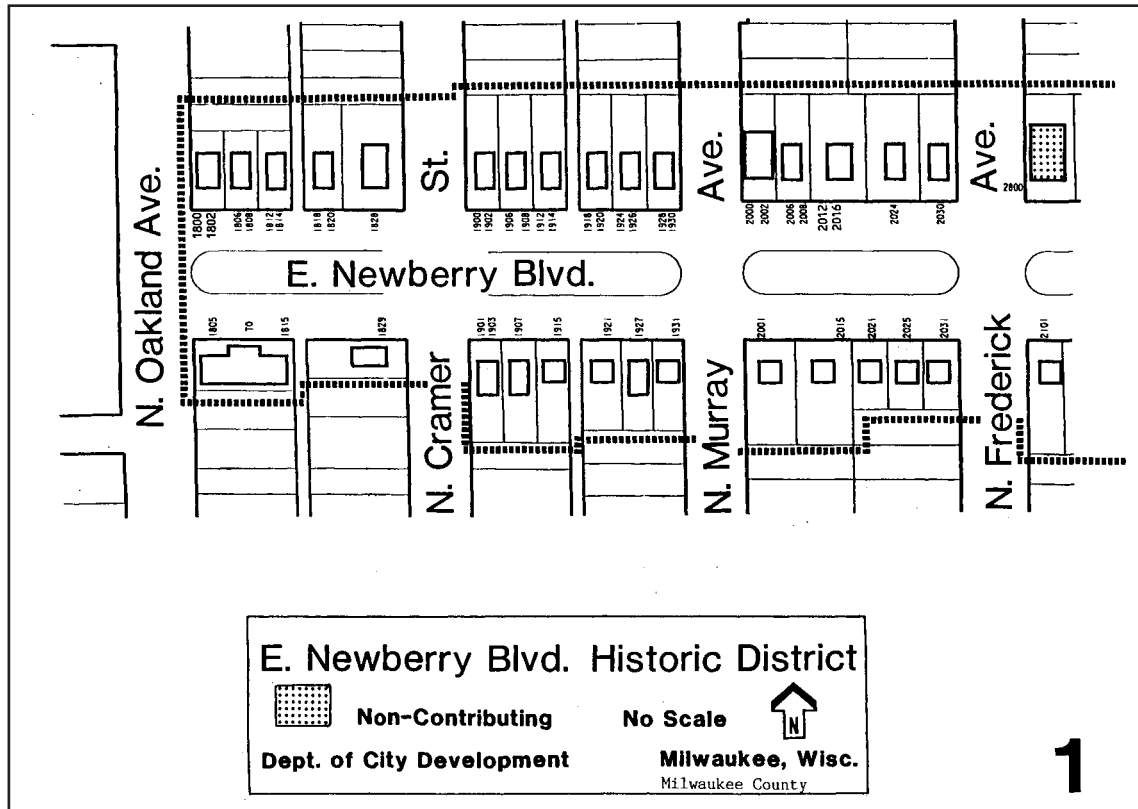 N. Oakland Ave.
St.
Ave.
Ave.
2800
1800
1802
1806
1808
1812
1814
1818
1820
1828
1900
1902
1906
1908
1912
1914
1918
1920
1924
1926
1928
1930
2000
2002
2006
2008
2012
2016
2024
2030
E. Newberry Blvd.
1805
TO
1815
1829
1901
1903
1907
1915
1921
1927
1931
2001
2015
2021
2025
2031
2101
N. Cramer
N. Murray
N. Frederick
E. Newberry Blvd. Historic District
Non-Contributing
No Scale
N
Dept. of City Development
Milwaukee, Wisc.
Milwaukee County
1